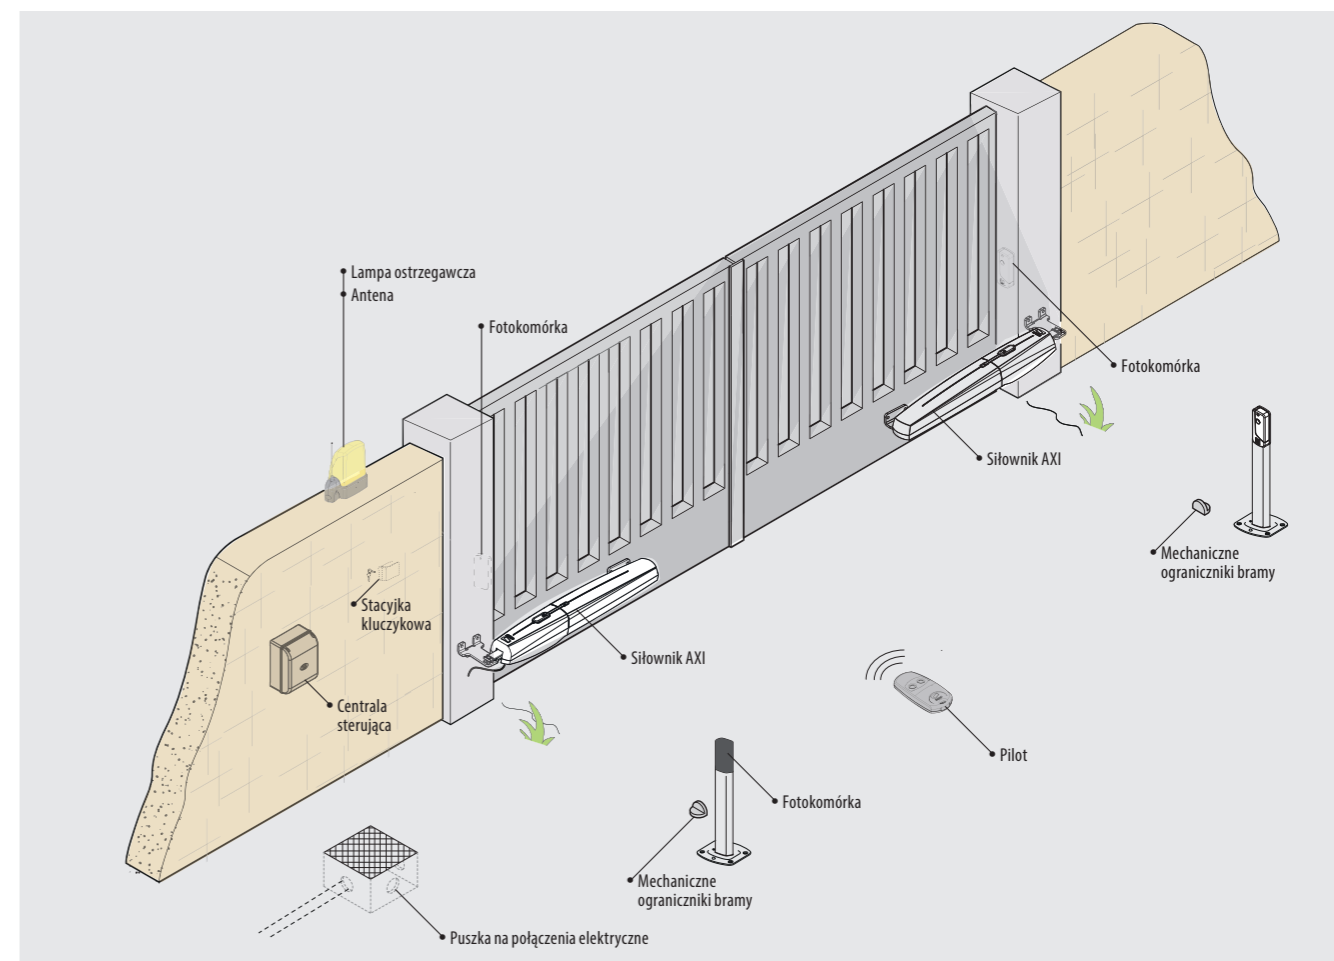 Lampa ostrzegawcza
Antena
Fotokomórka
Fotokomórka
Siłownik AXI
Mechaniczne
ograniczniki bramy
Stacyjka
kluczykowa
Siłownik AXI
Centrala
sterująca
Pilot
Fotokomórka
Mechaniczne
ograniczniki bramy
Puszka na połączenia elektryczne